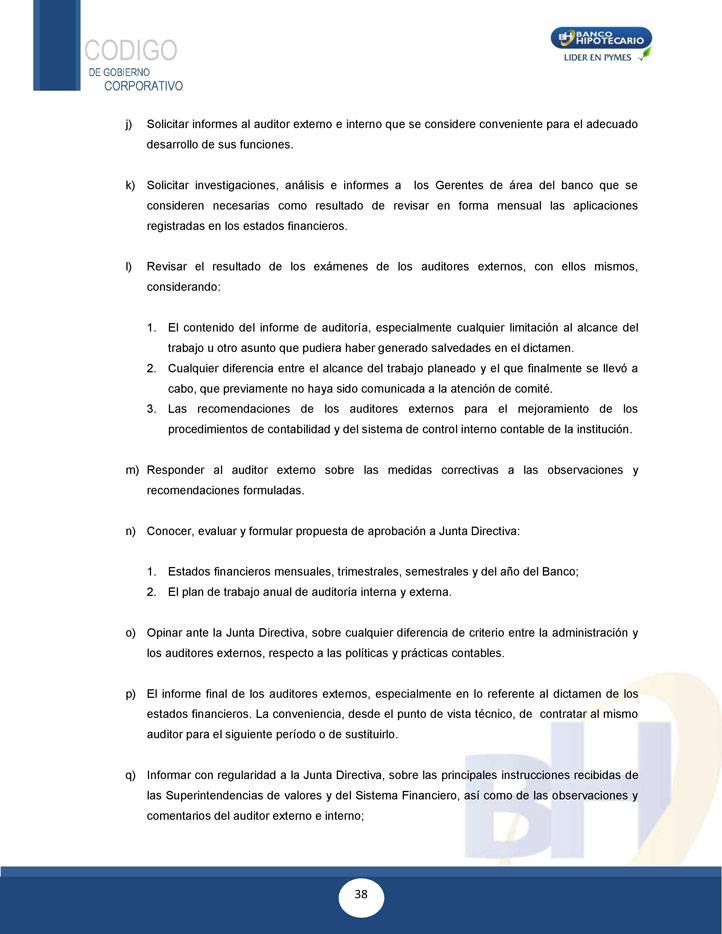 CODIGO
DE GOBIERNO
CORPORATIVO
BH BANCO
HIPOTECARIO
LIDER EN PYMES
j) Solicitar informes al auditor externo e interno que se considere conveniente para el adecuado
desarrollo de sus funciones.
k) Solicitar investigaciones, análisis e informes a los Gerentes de área del banco que se
consideren necesarias como resultado de revisar en forma mensual las aplicaciones
registradas en los estados financieros.
l) Revisar el resultado de los exámenes de los auditores externos, con ellos mismos,
considerando:
1. El contenido del informe de auditoría, especialmente cualquier limitación al alcance del
trabajo u otro asunto que pudiera haber generado salvedades en el dictamen.
2. Cualquier diferencia entre el alcance del trabajo planeado y el que finalmente se llevó a
cabo, que previamente no haya sido comunicada a la atención de comité.
3. Las recomendaciones de los auditores externos para el mejoramiento de los
procedimientos de contabilidad y del sistema de control interno contable de la institución.
m) Responder al auditor externo sobre las medidas correctivas a las observaciones y
recomendaciones formuladas.
n) Conocer, evaluar y formular propuesta de aprobación a Junta Directiva:
1. Estados financieros mensuales, trimestrales, semestrales y del año del Banco;
2. El plan de trabajo anual de auditoría interna y externa.
o) Opinar ante la Junta Directiva, sobre cualquier diferencia de criterio entre la administración y
los auditores externos, respecto a las políticas y prácticas contables.
p) El informe final de los auditores externos, especialmente en lo referente al dictamen de los
estados financieros. La conveniencia, desde el punto de vista técnico, de contratar al mismo
auditor para el siguiente período o de sustituirlo.
q) Informar con regularidad a la Junta Directiva, sobre las principales instrucciones recibidas de
las Superintendencias de valores y del Sistema Financiero, así como de las observaciones y
comentarios del auditor externo e interno;
BH
38